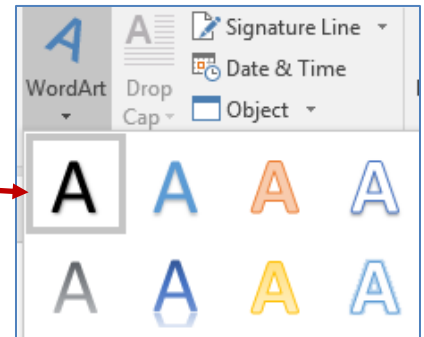 A
Signature Line
Date & Time
WordArt Drop
Cap
Object
A A A A
A A A A